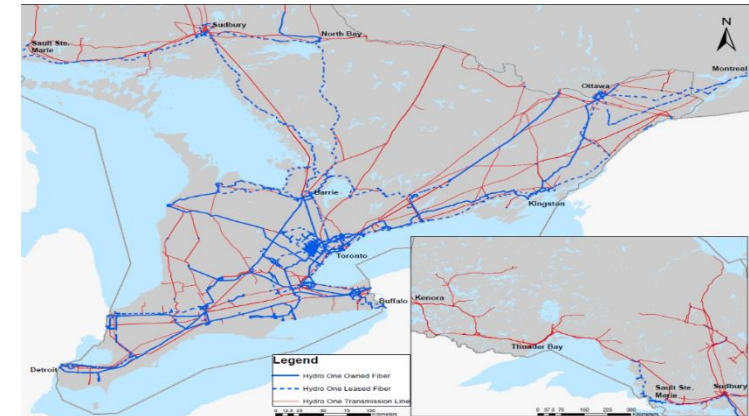 Sudbury
North Bay
Sault Ste.
Marie
N
Montreal
Ottawa
Barrie
Kingston
Toronto
Buffalo
Detroit
Kenora
Thunder Bay
Sault Ste.
Marie
Sudbury
Legend
Hydro One Owned Fiber
Hydro One Leased Fiber
Hydro One Transmission Line